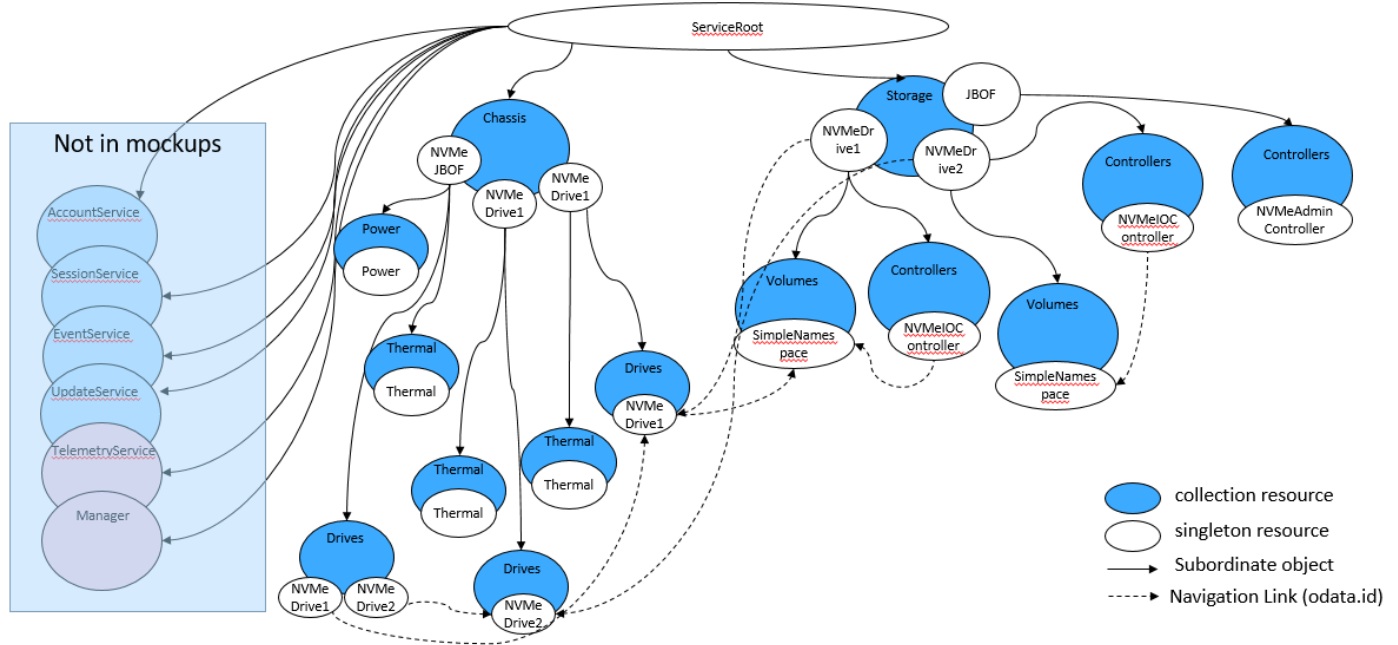 ServiceRoot
Not in mockups
AccountService
SessionService
EventService
UpdateService
TelemetryService
Manager
Chassis
NVMe
JBOF
NVMe
Drive1
NVMe
Drive1
Power
Power
Thermal
Thermal
Thermal
Thermal
Thermal
Thermal
Drives
NVMe
Drive1
Drives
NVMe
Drive1
NVMe
Drive2
Drives
NVMe
Drive2
Storage
JBOF
NVMeDr
ive1
NVMeDr
ive2
Volumes
SimpleNames
pace
Controllers
NVMeIOC
ontroller
Volumes
SimpleNames
pace
Controllers
NVMeIOC
ontroller
Controllers
NVMeAdmin
Controller
collection resource
singleton resource
Subordinate object
Navigation Link (odata.id)